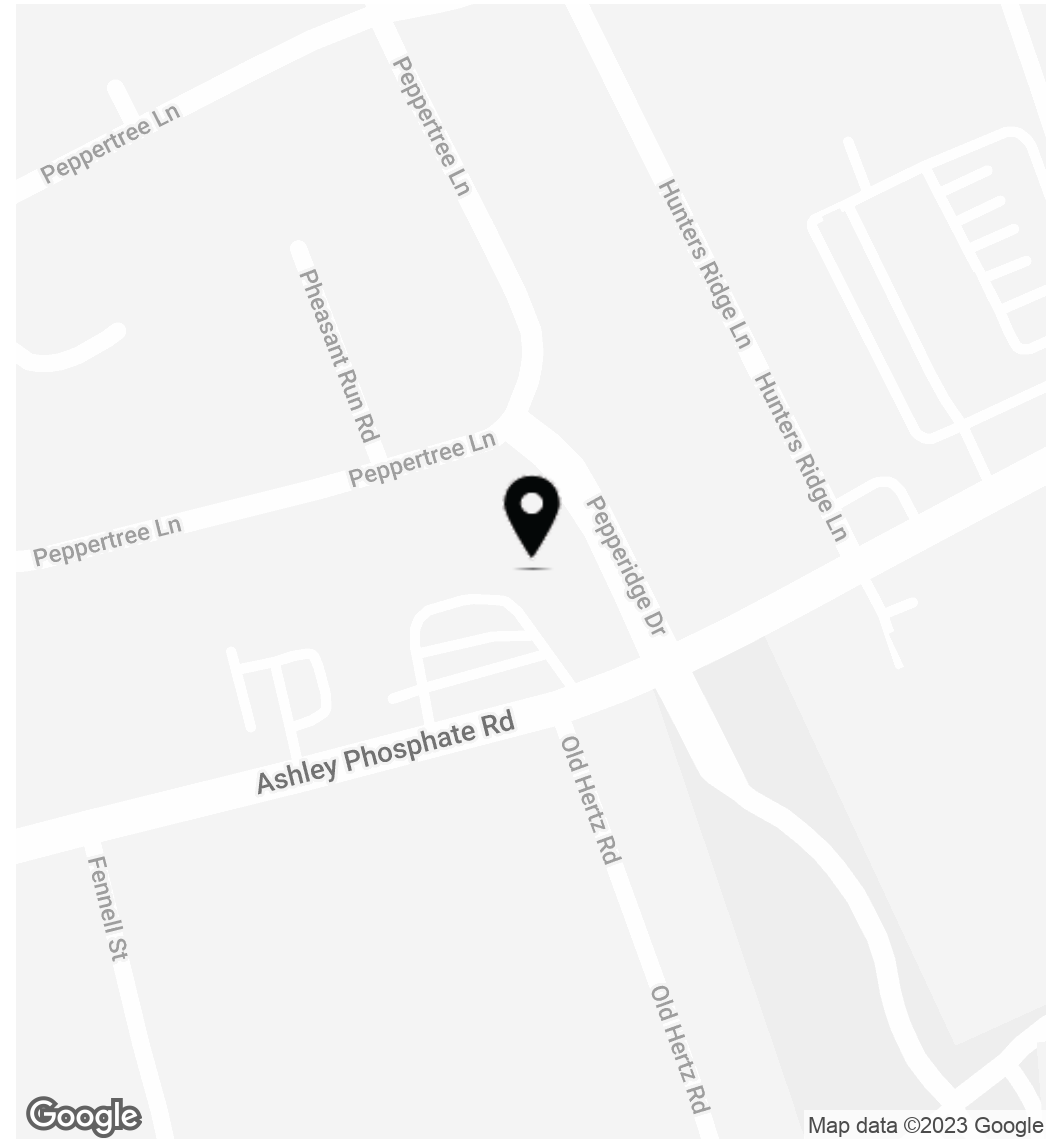 Peppertree Ln
Peppertree Ln
Hunters Ridge Ln
Pheasant Run Rd
Hunters Ridge Ln
Peppertree Ln
Peppertree Ln
Pepperidge Dr
Ashley Phosphate Rd
Old Hertz Rd
Fennell St
Old Hertz Rd
Google
Map data ©2023 Google